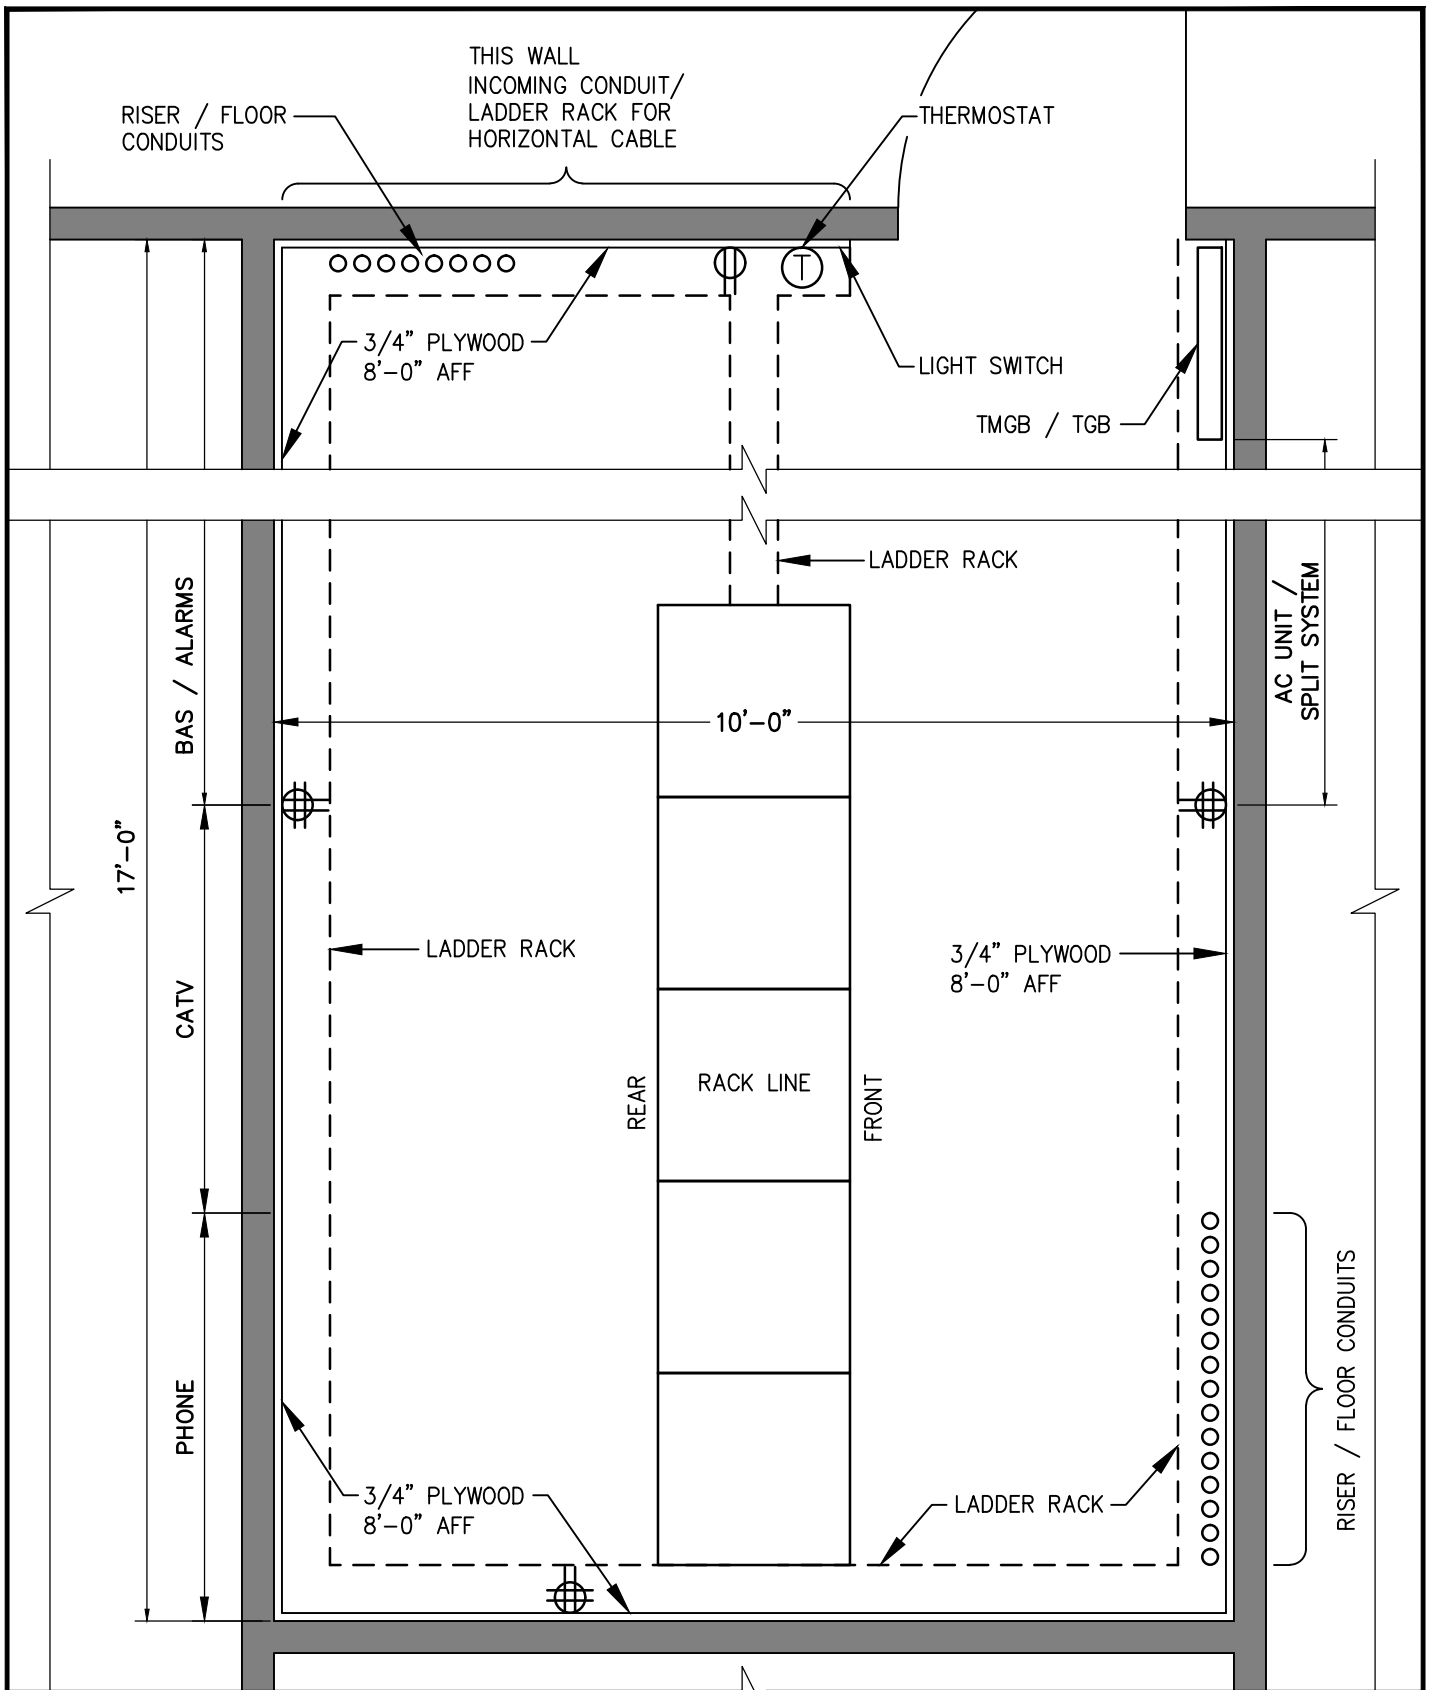 THIS WALL
INCOMING CONDUIT/
LADDER RACK FOR
HORIZONTAL CABLE
RISER / FLOOR
CONDUITS
THERMOSTAT
T
3/4" PLYWOOD
8'-0" AFF
LIGHT SWITCH
TMGB / TGB
LADDER RACK
BAS / ALARMS
AC UNIT /
SPLIT SYSTEM
10'-0"
17'-0"
LADDER RACK
3/4" PLYWOOD
8'-0" AFF
CATV
REAR
RACK LINE
FRONT
RISER / FLOOR CONDUITS
PHONE
3/4" PLYWOOD
8'-0" AFF
LADDER RACK